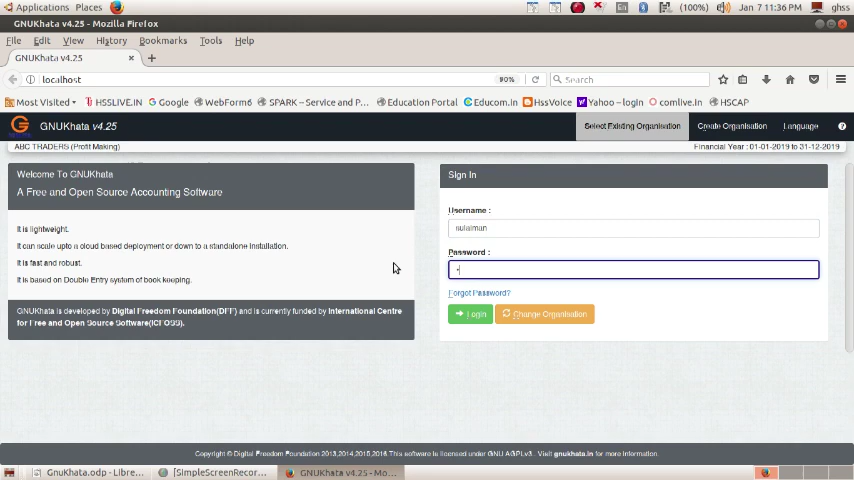 Applications Places En (100%) Jan 7 11:36 PM ghss
GNUKhata v4.25 - Mozilla Firefox
File Edit View History Bookmarks Tools Help
GNUKhata v4.25
localhost 90% Search
Most Visited HSSLIVE.IN Google WebForm6 SPARK – Service and P... Education Portal Educom.In HssVoice Yahoo – login comlive.in HSCAP
GNUKhata v4.25 Select Existing Organisation Create Organisation Language
ABC TRADERS (Profit Making) Financial Year : 01-01-2019 to 31-12-2019
Welcome To GNUKhata
A Free and Open Source Accounting Software
It is lightweight.
It can scale upto a cloud based deployment or down to a standalone installation.
It is fast and robust.
It is based on Double Entry system of book keeping.
GNUKhata is developed by Digital Freedom Foundation(DFF) and is currently funded by International Centre
for Free and Open Source Software(ICFOSS).
Sign In
Username :
sulaiman
Password :
Forgot Password?
Login Change Organisation
Copyright © Digital Freedom Foundation 2013,2014,2015,2016.This software is licensed under GNU AGPLv3.. Visit gnukhata.in for more information.
GnuKhata.odp - Libre... [SimpleScreenRecor... GNUKhata v4.25 - Mo...